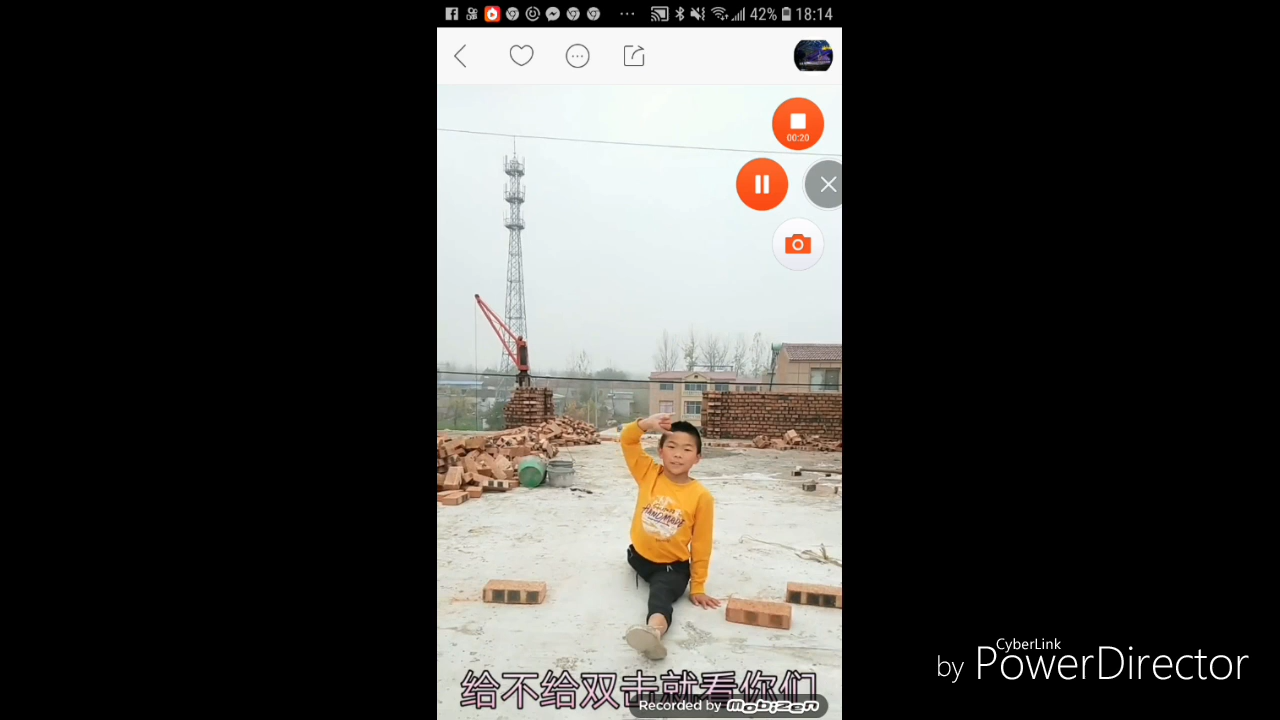 42% 18:14
00:20
HANDMADE
给不给双击就看你们
Recorded by mobizen
CyberLink
by PowerDirector